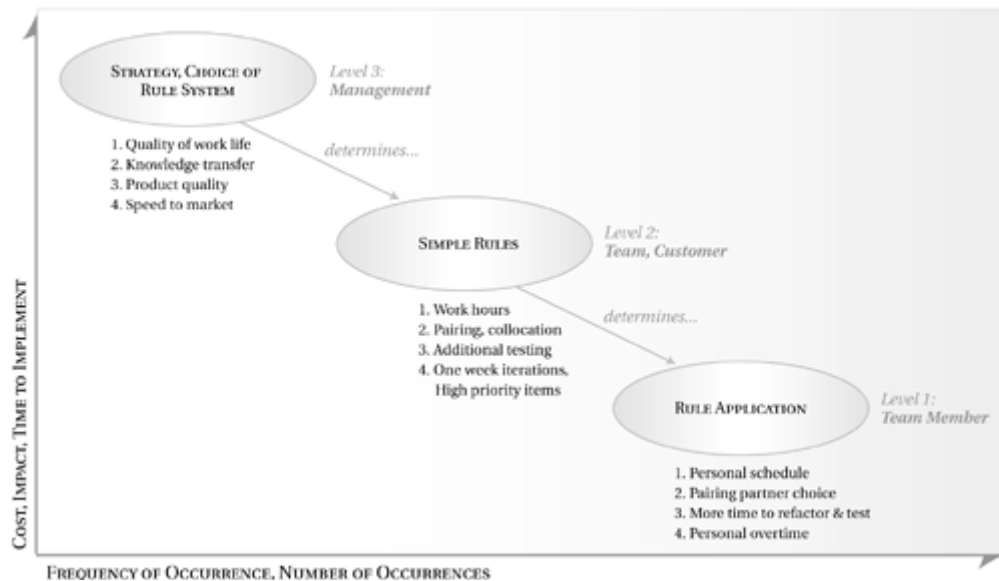 STRATEGY, CHOICE OF
RULE SYSTEM
Level 3:
Management
1. Quality of work life
2. Knowledge transfer
3. Product quality
4. Speed to market
determines...
SIMPLE RULES
Level 2:
Team, Customer
1. Work hours
2. Pairing, collocation
3. Additional testing
4. One week iterations,
High priority items
determines...
RULE APPLICATION
Level 1:
Team Member
1. Personal schedule
2. Pairing partner choice
3. More time to refactor & test
4. Personal overtime
COST, IMPACT, TIME TO IMPLEMENT
FREQUENCY OF OCCURRENCE, NUMBER OF OCCURRENCES